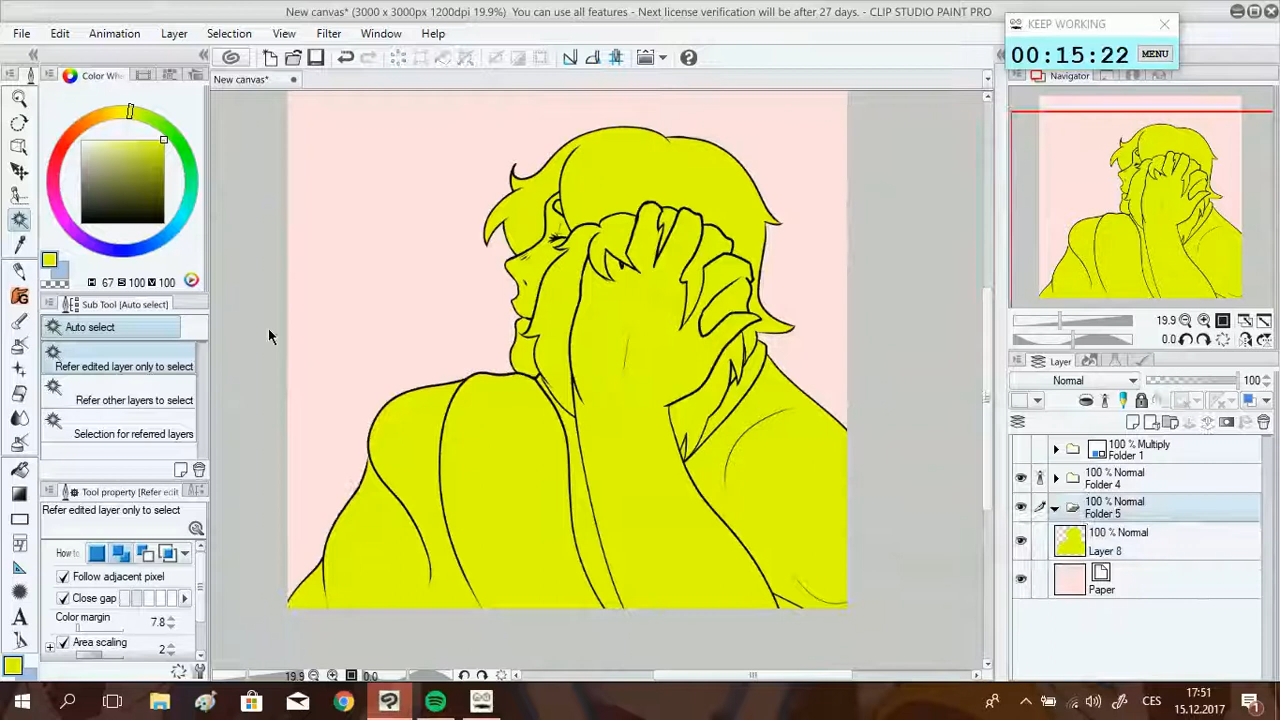 New canvas* (3000 x 3000px 1200dpi 19.9%) You can use all features - Next license verification will be after 27 days. - CLIP STUDIO PAINT PRO
KEEP WORKING
00:15:22 MENU
File Edit Animation Layer Selection View Filter Window Help
New canvas*
Color Whe
Navigator
H 67 S 100 V 100
Sub Tool [Auto select]
Auto select
Refer edited layer only to select
Refer other layers to select
Selection for referred layers
Tool property [Refer edit
Refer edited layer only to select
How to
Follow adjacent pixel
Close gap
Color margin
7.8
Area scaling
2
19.9
0.0
19.9
0.0
Layer
Normal 100
100 % Multiply
Folder 1
100 % Normal
Folder 4
100 % Normal
Folder 5
100 % Normal
Layer 8
Paper
CES
17:51
15.12.2017
1